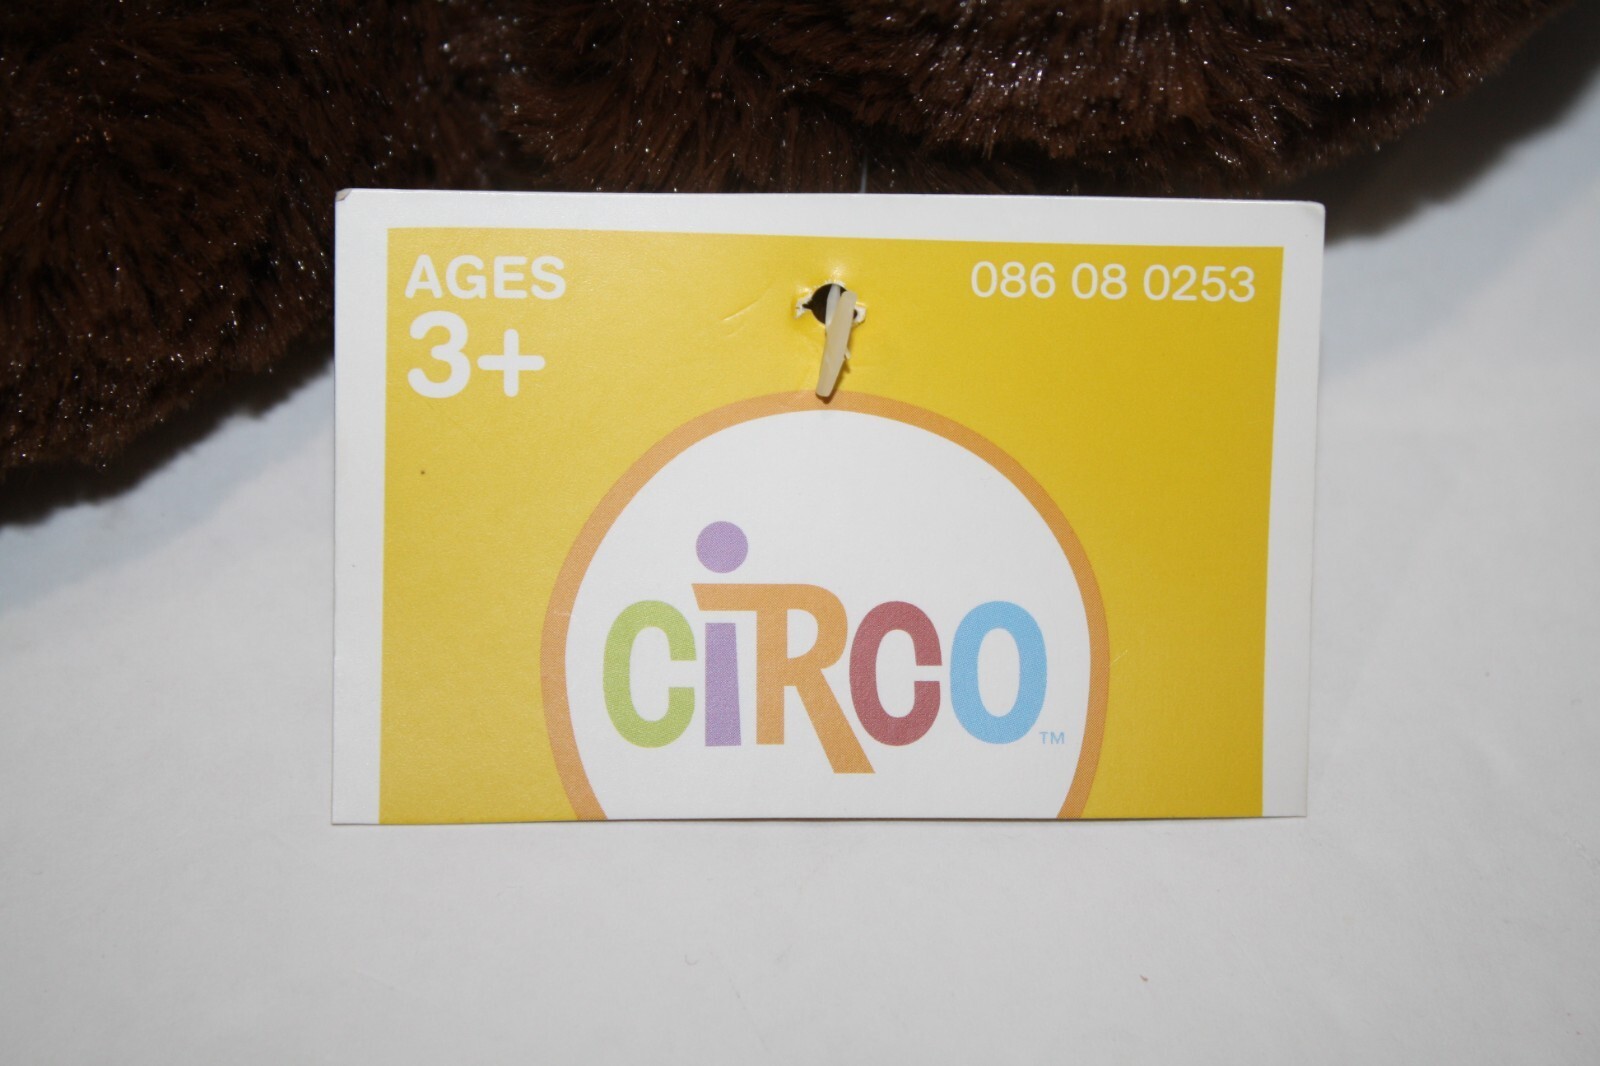 AGES
3+
086 08 0253
CiRCO
TM